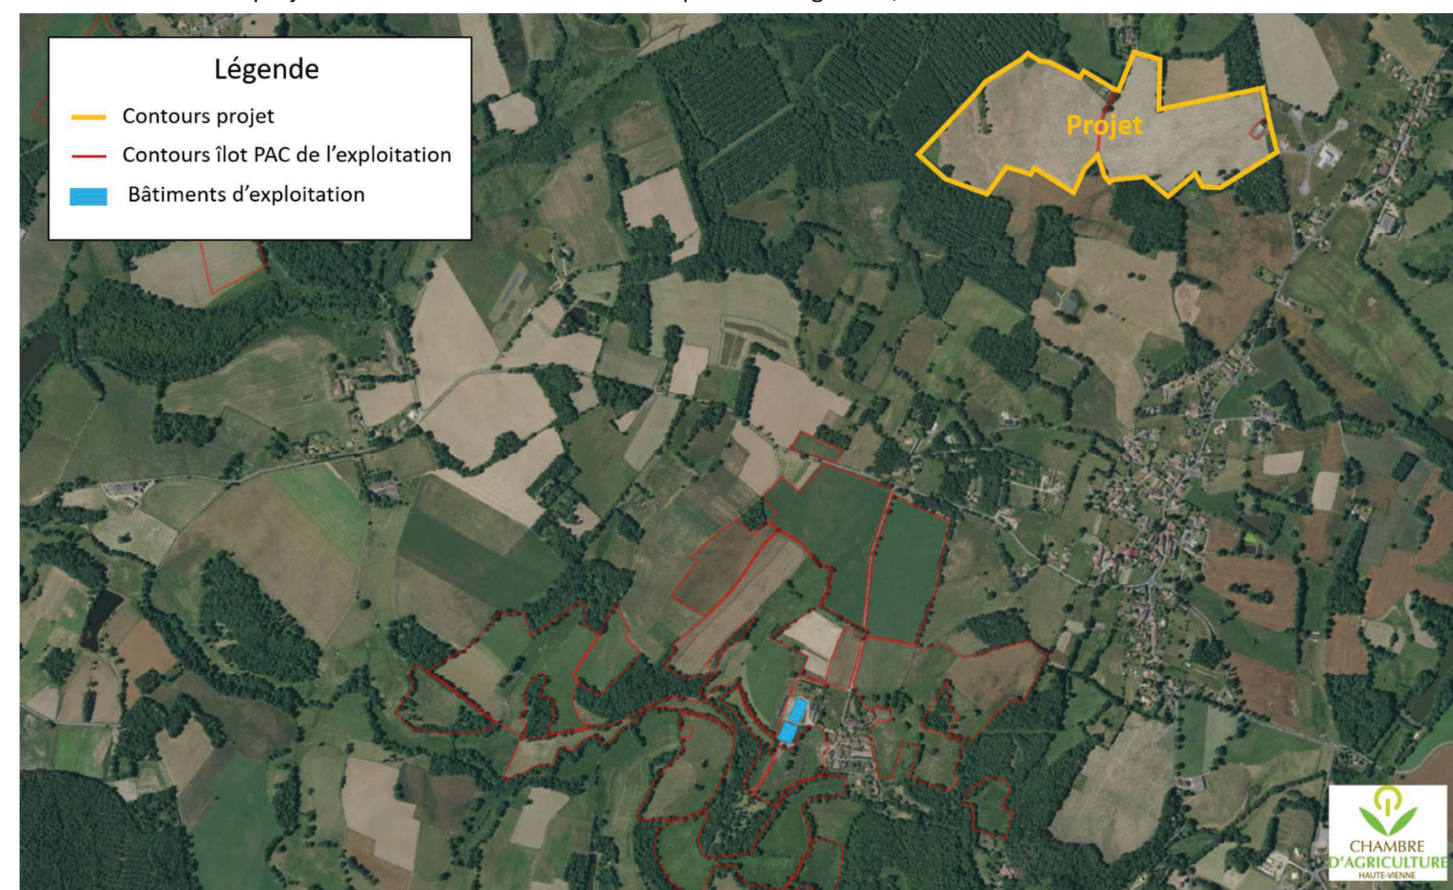 Légende
Contours projet
Contours îlot PAC de l'exploitation
Bâtiments d'exploitation
Projet
CHAMBRE
D'AGRICULTURE
HAUTE-VIENNE